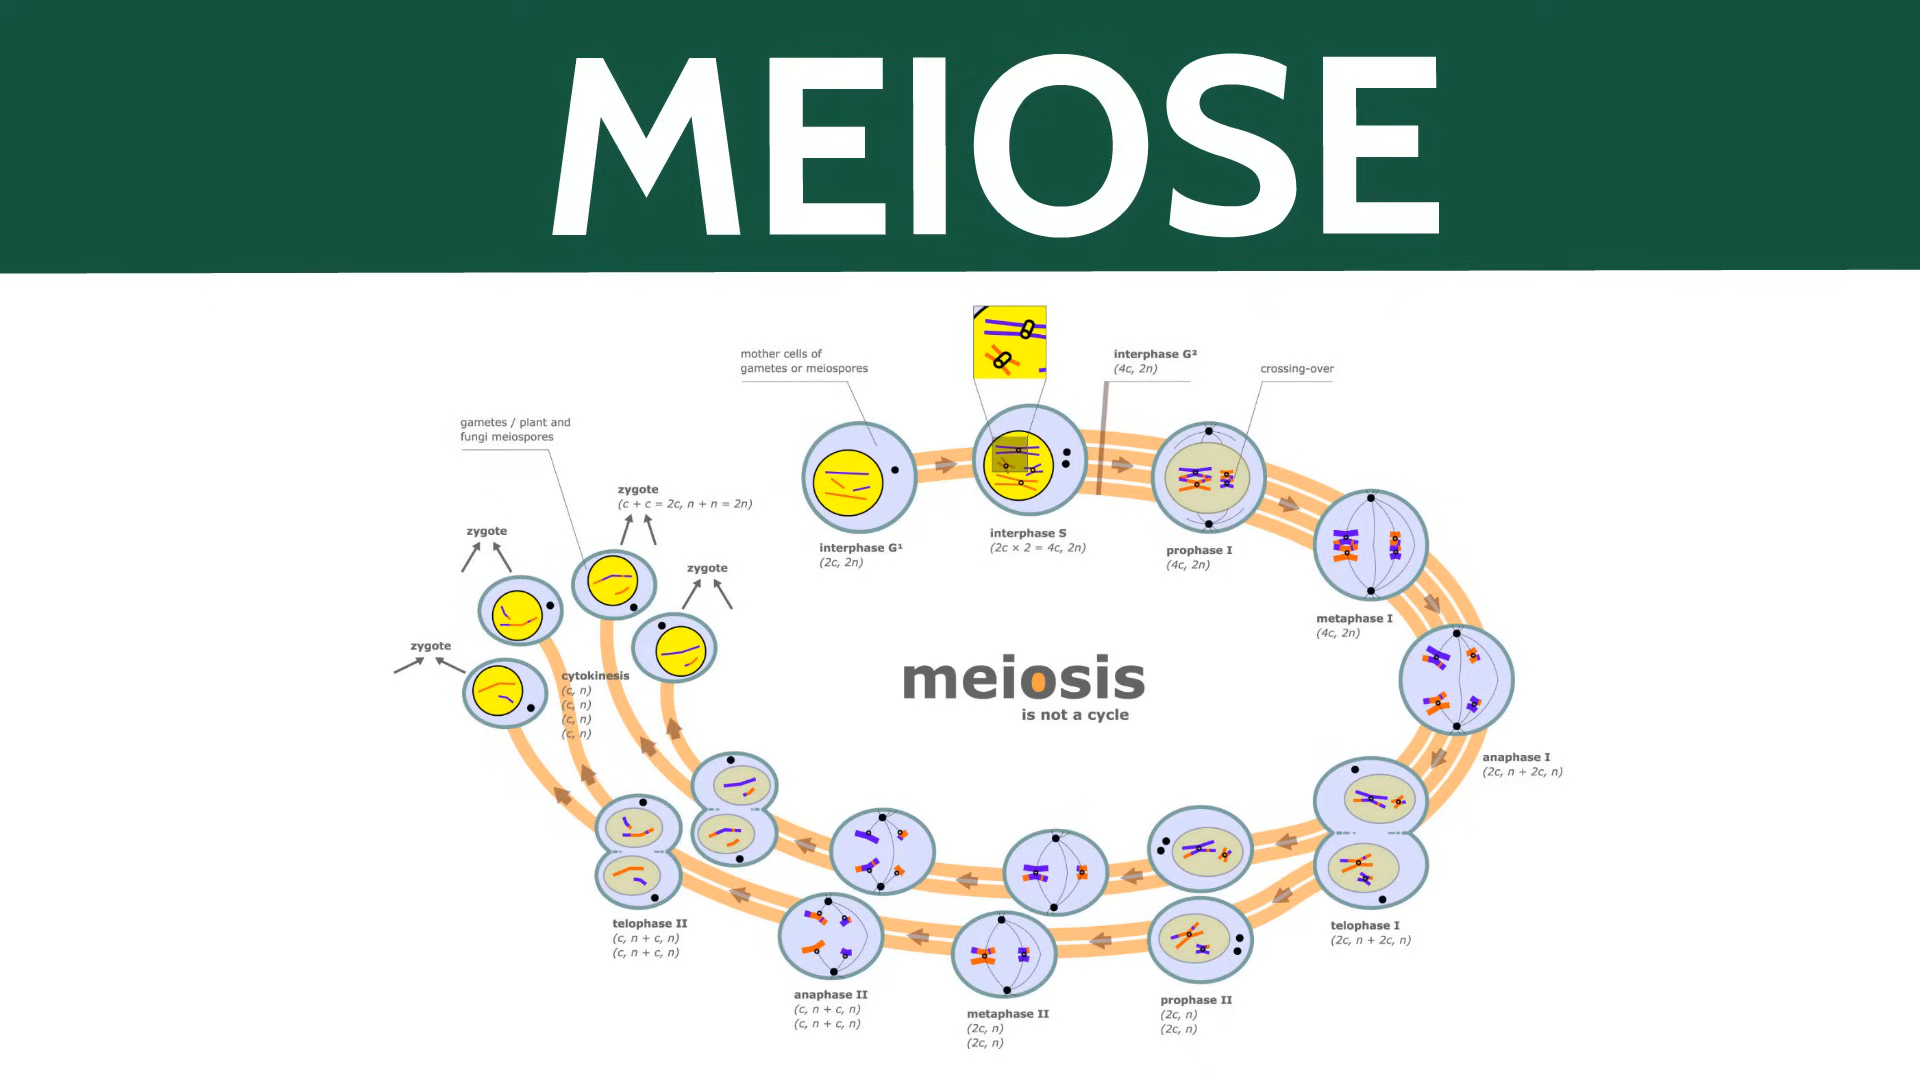 MEIOSE
mother cells of
gametes or meiospores
interphase G²
(4c, 2n)
crossing-over
gametes / plant and
fungi meiospores
zygote
(c + c = 2c, n + n = 2n)
zygote
zygote
zygote
interphase G¹
(2c, 2n)
interphase S
(2c × 2 = 4c, 2n)
prophase I
(4c, 2n)
metaphase I
(4c, 2n)
anaphase I
(2c, n + 2c, n)
telophase I
(2c, n + 2c, n)
meiosis
is not a cycle
cytokinesis
(c, n)
(c, n)
(c, n)
(c, n)
telophase II
(c, n + c, n)
(c, n + c, n)
anaphase II
(c, n + c, n)
(c, n + c, n)
metaphase II
(2c, n)
(2c, n)
prophase II
(2c, n)
(2c, n)